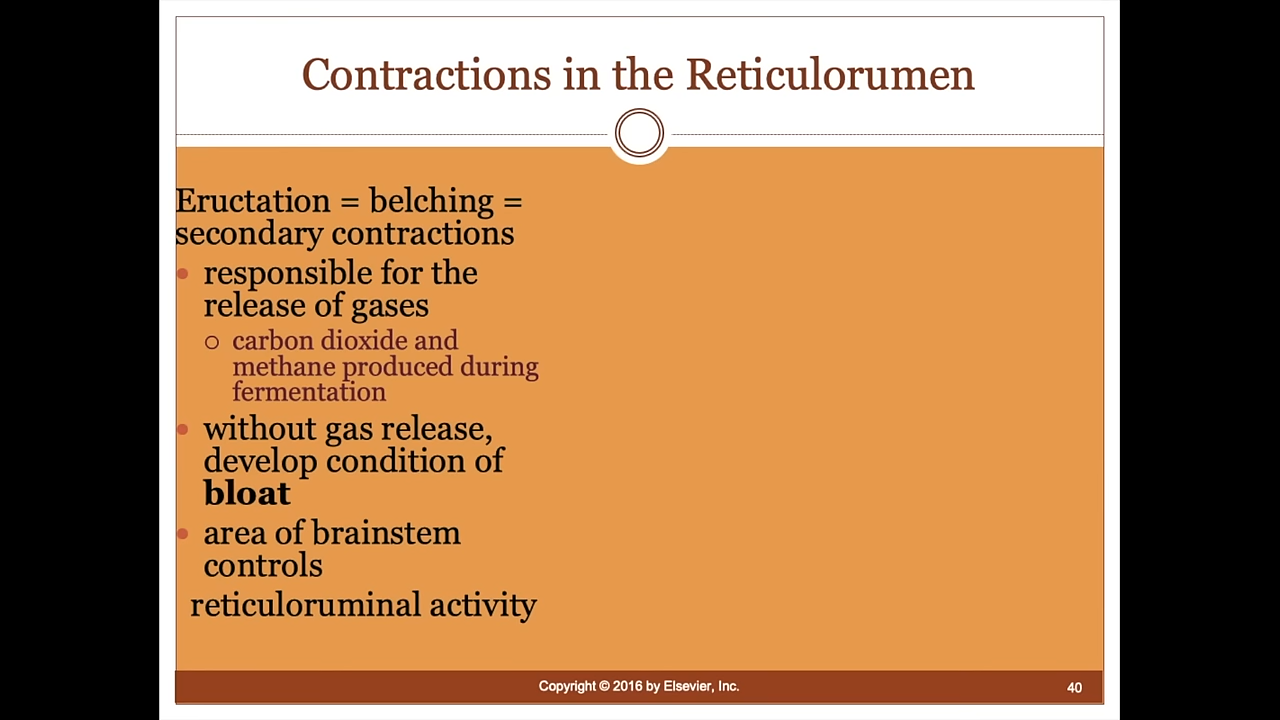 Contractions in the Reticulorumen
Eructation = belching =
secondary contractions
responsible for the
release of gases
carbon dioxide and
methane produced during
fermentation
without gas release,
develop condition of
bloat
area of brainstem
controls
reticuloruminal activity
Copyright © 2016 by Elsevier, Inc.
40